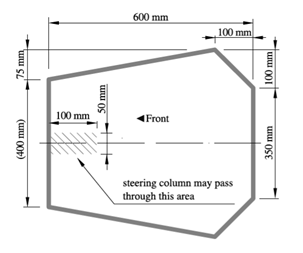 600 mm
100 mm
75 mm
100 mm
100 mm
50 mm
◀Front
(400 mm)
350 mm
steering column may pass
through this area